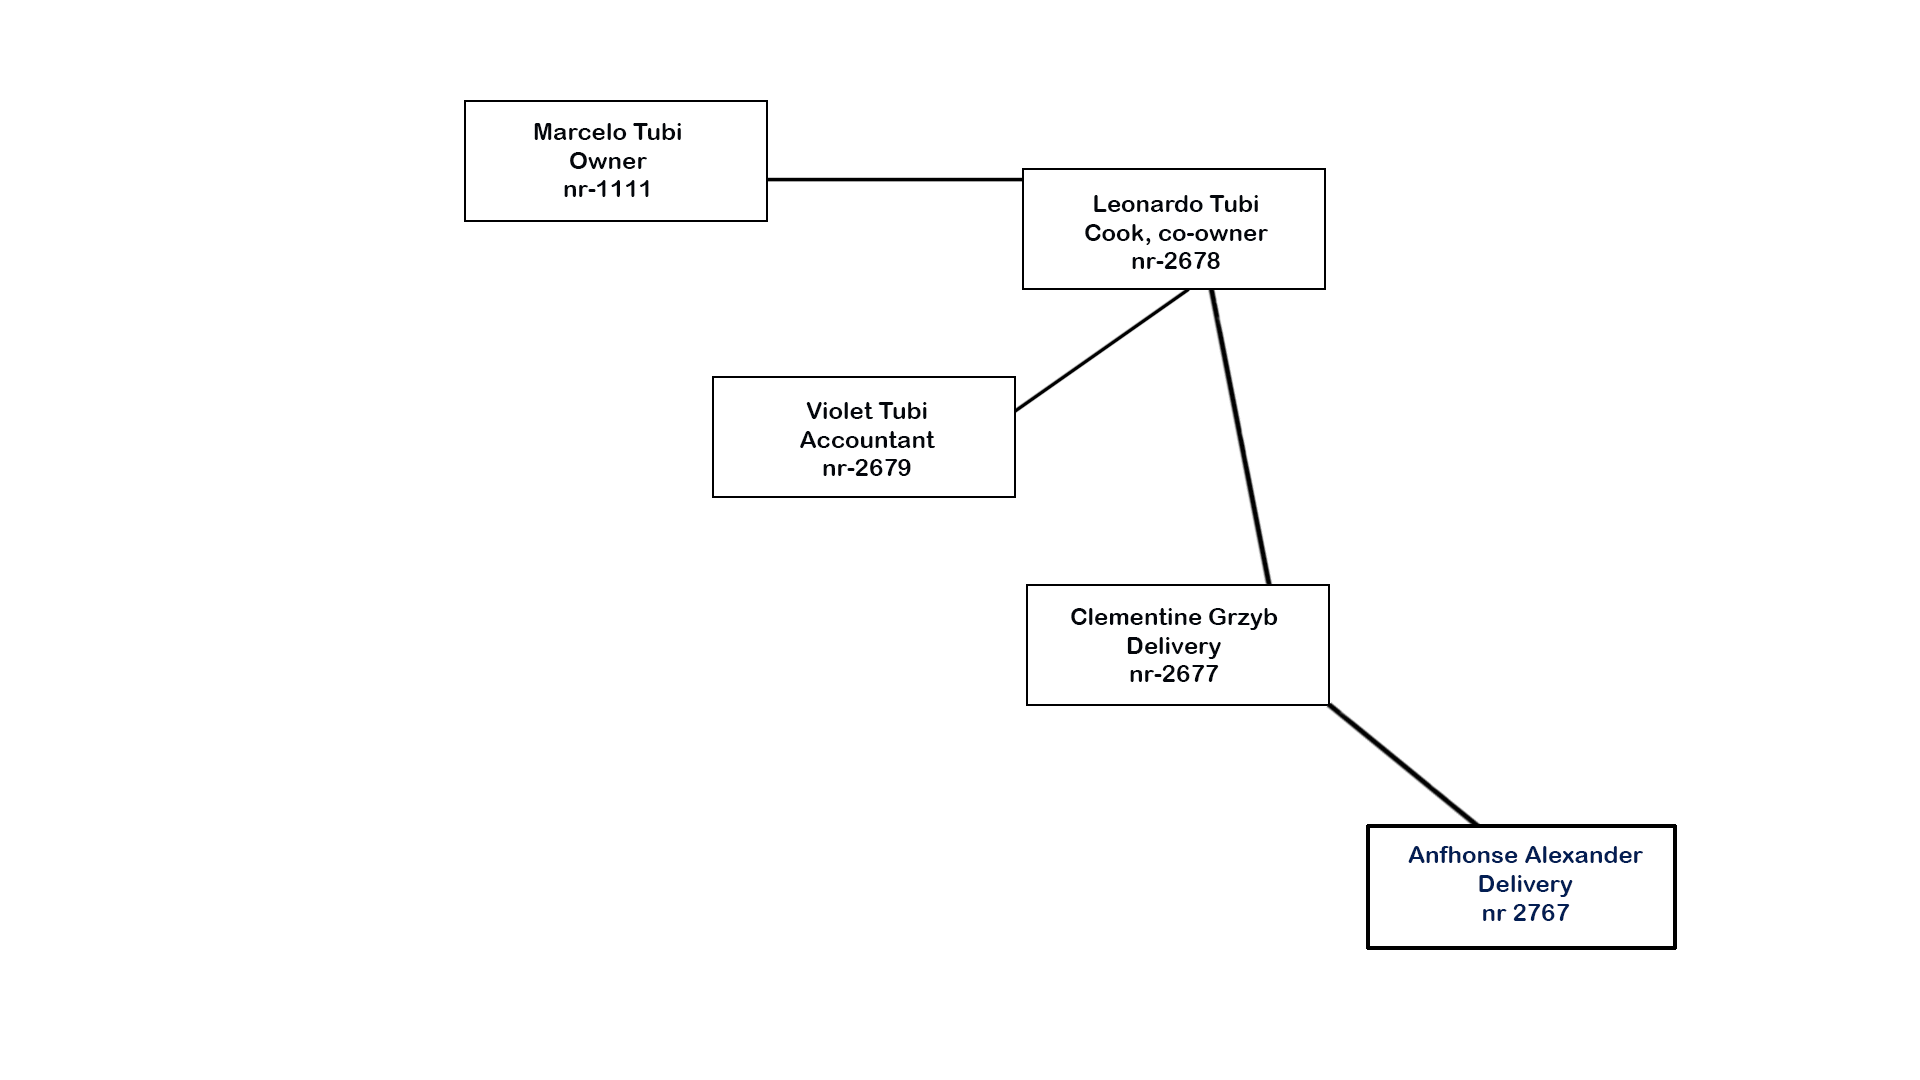 Marcelo Tubi
Owner
nr-1111
Leonardo Tubi
Cook, co-owner
nr-2678
Violet Tubi
Accountant
nr-2679
Clementine Grzyb
Delivery
nr-2677
Anfhonse Alexander
Delivery
nr 2767